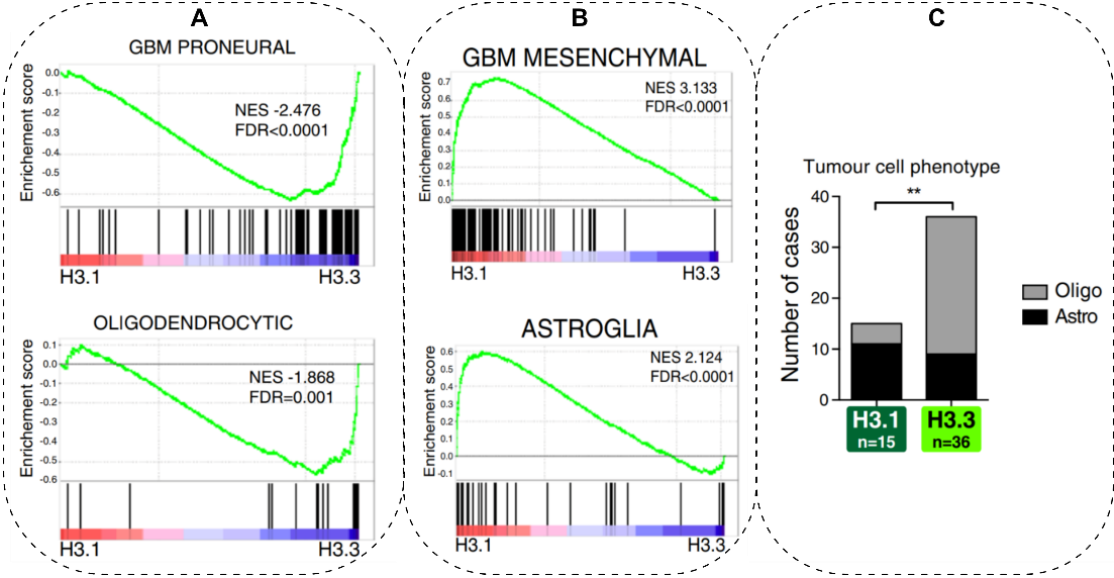 A
GBM PRONEURAL
Enrichement score
0.0
-0.1
-0.2
-0.3
-0.4
-0.5
-0.6
NES -2.476
FDR<0.0001
H3.1 H3.3
OLIGODENDROCYTIC
Enrichement score
0.1
0.0
-0.1
-0.2
-0.3
-0.4
-0.5
-0.6
NES -1.868
FDR=0.001
H3.1 H3.3
B
GBM MESENCHYMAL
Enrichement score
0.7
0.6
0.5
0.4
0.3
0.2
0.1
0.0
NES 3.133
FDR<0.0001
H3.1 H3.3
ASTROGLIA
Enrichement score
0.6
0.5
0.4
0.3
0.2
0.1
0.0
-0.1
NES 2.124
FDR<0.0001
H3.1 H3.3
C
Tumour cell phenotype
**
Number of cases
40
30
20
10
0
Oligo
Astro
H3.1
n=15
H3.3
n=36